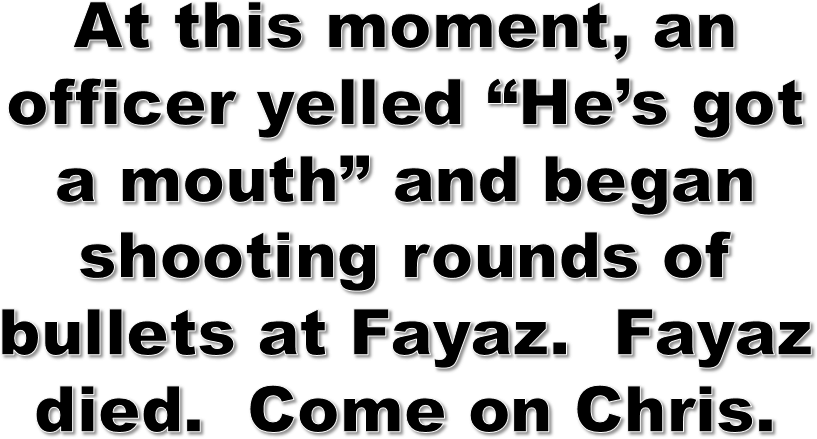 At this moment, an
officer yelled “He’s got
a mouth” and began
shooting rounds of
bullets at Fayaz.  Fayaz
died.  Come on Chris.